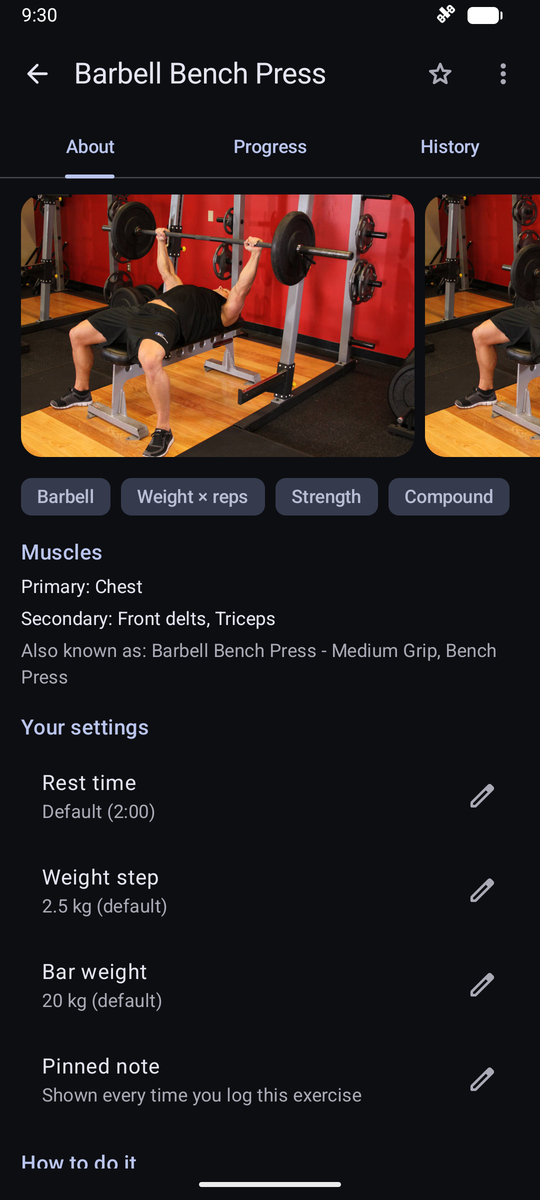 9:30
Barbell Bench Press
About
Progress
History
Barbell
Weight × reps
Strength
Compound
Muscles
Primary: Chest
Secondary: Front delts, Triceps
Also known as: Barbell Bench Press - Medium Grip, Bench
Press
Your settings
Rest time
Default (2:00)
Weight step
2.5 kg (default)
Bar weight
20 kg (default)
Pinned note
Shown every time you log this exercise
How to do it